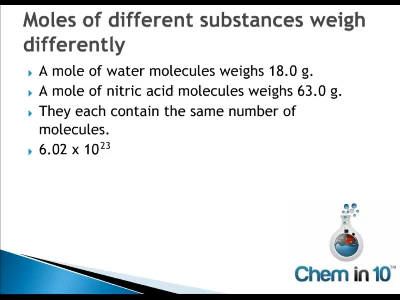 Moles of different substances weigh
differently
A mole of water molecules weighs 18.0 g.
A mole of nitric acid molecules weighs 63.0 g.
They each contain the same number of
molecules.
6.02 x 10²³
Chem in 10™